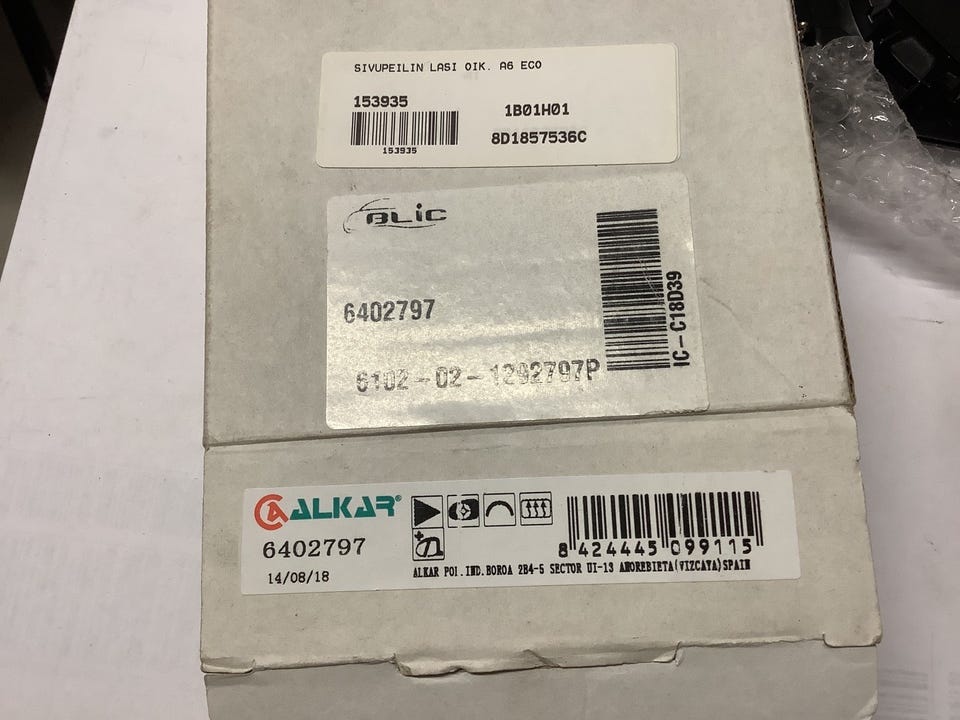 SIVUPEILIN LASI OIK. A6 ECO
153935
1B01H01
153935
8D1857536C
BLIC
6402797
IC-C18D39
6102-02-1292797P
ALKAR®
6402797
14/08/18
8 424445 099115
ALKAR POI.IND.BOROA 2B4-5 SECTOR UI-13 AMOREBIETA(VIZCAYA)SPAIN